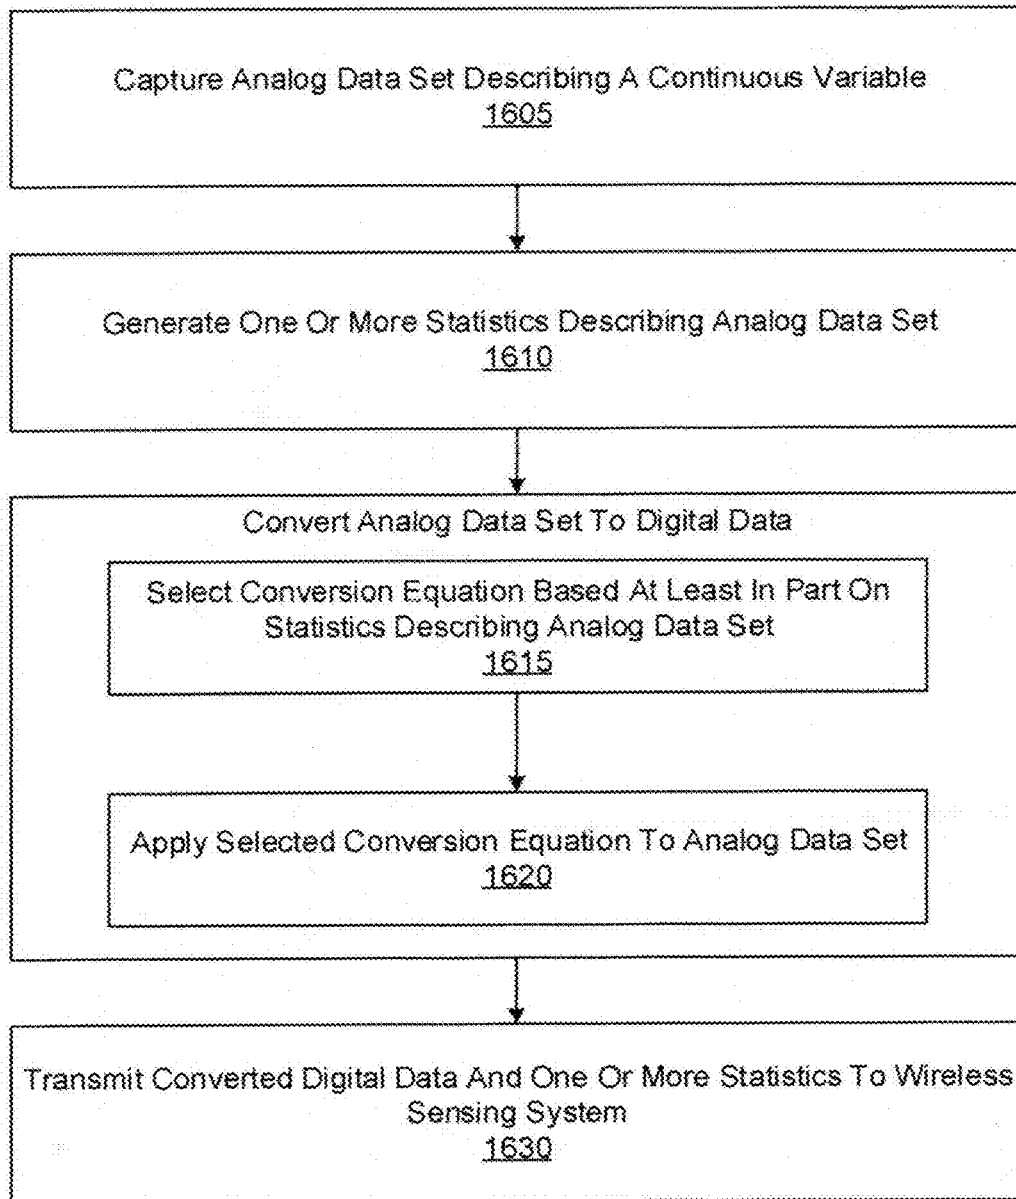 Capture Analog Data Set Describing A Continuous Variable
1605
Generate One Or More Statistics Describing Analog Data Set
1610
Convert Analog Data Set To Digital Data
Select Conversion Equation Based At Least In Part On
Statistics Describing Analog Data Set
1615
Apply Selected Conversion Equation To Analog Data Set
1620
Transmit Converted Digital Data And One Or More Statistics To Wireless
Sensing System
1630